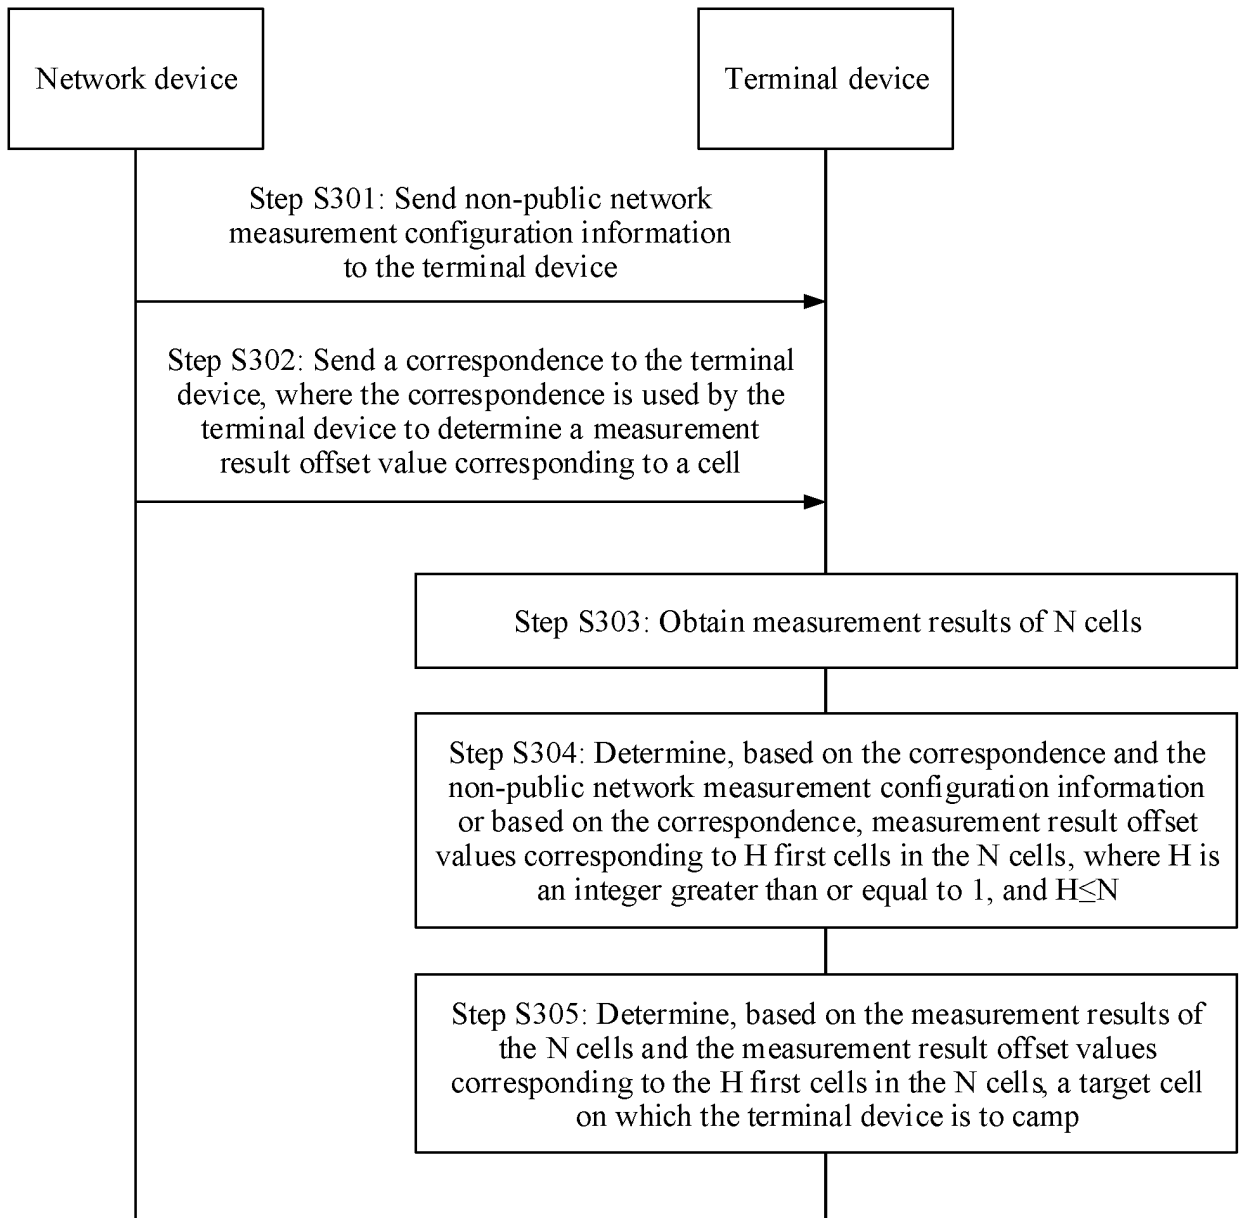 Network device
Terminal device
Step S301: Send non-public network
measurement configuration information
to the terminal device
Step S302: Send a correspondence to the terminal
device, where the correspondence is used by the
terminal device to determine a measurement
result offset value corresponding to a cell
Step S303: Obtain measurement results of N cells
Step S304: Determine, based on the correspondence and the
non-public network measurement configuration information
or based on the correspondence, measurement result offset
values corresponding to H first cells in the N cells, where H is
an integer greater than or equal to 1, and H≤N
Step S305: Determine, based on the measurement results of
the N cells and the measurement result offset values
corresponding to the H first cells in the N cells, a target cell
on which the terminal device is to camp